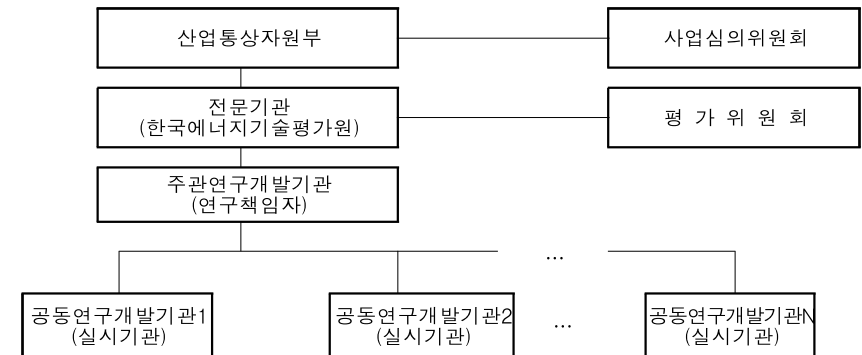 산업통상자원부
사업심의위원회
전문기관
(한국에너지기술평가원)
평 가 위 원 회
주관연구개발기관
(연구책임자)
...
공동연구개발기관1
(실시기관)
공동연구개발기관2
(실시기관)
...
공동연구개발기관N
(실시기관)